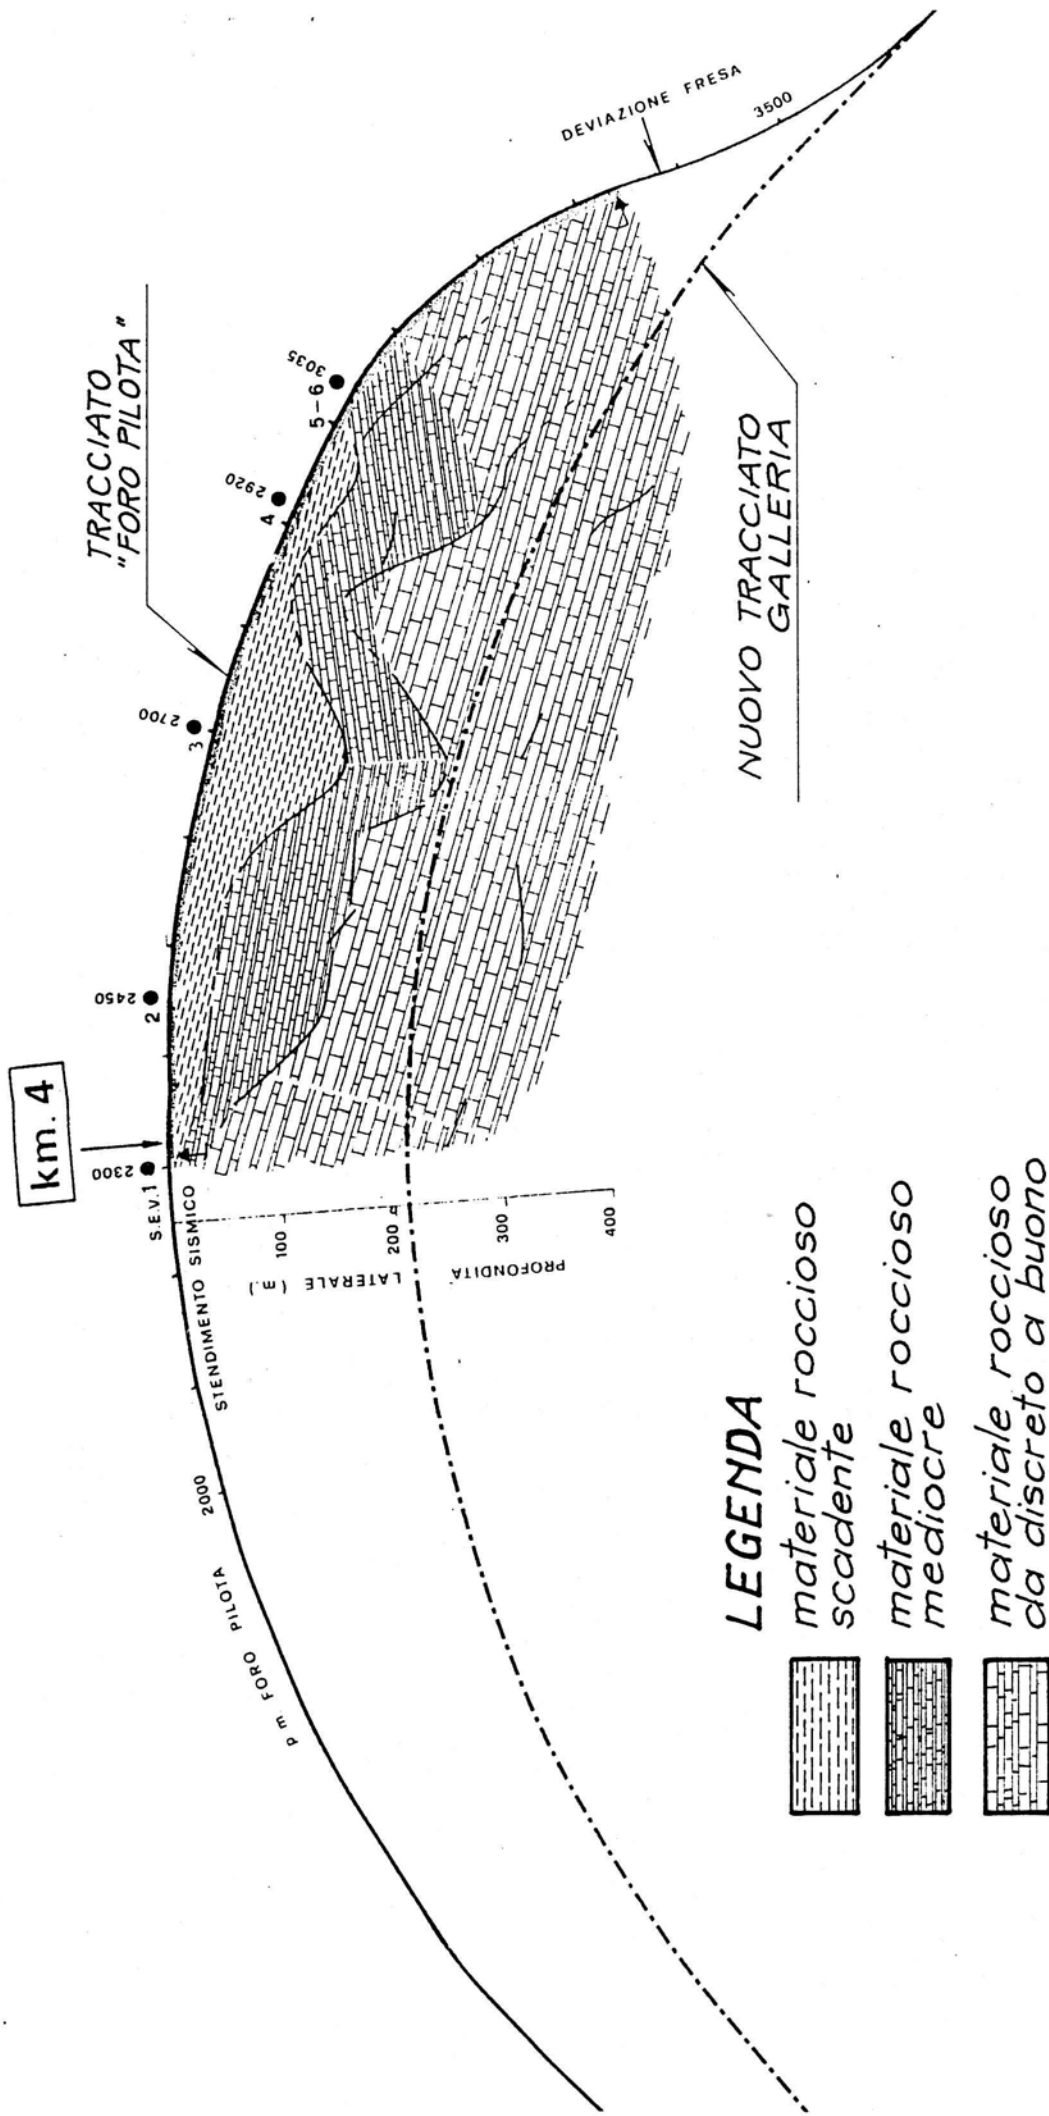 km. 4
TRACCIATO
"FORO PILOTA"
S.E.V. 1
2300
2
2450
3
2700
4
2920
5-6
3035
DEVIAZIONE FRESA
3500
p.m. FORO PILOTA
2000
STENDIMENTO SISMICO
100
200
300
400
PROFONDITÀ
LATERALE (m.)
NUOVO TRACCIATO
GALLERIA
LEGENDA
materiale roccioso
scadente
materiale roccioso
mediocre
materiale roccioso
da discreto a buono